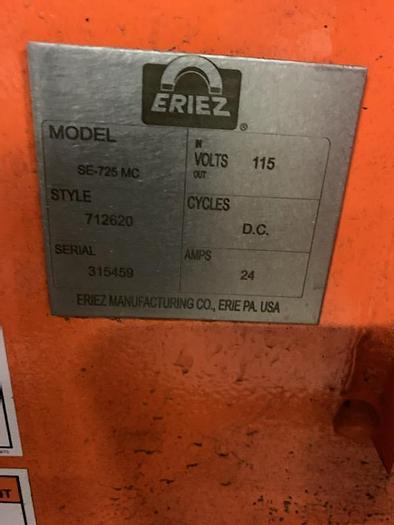 ERIEZ
®
MODEL
SE-725 MC
IN
VOLTS 115
OUT
STYLE
712620
CYCLES
D.C.
SERIAL
315459
AMPS
24
ERIEZ MANUFACTURING CO., ERIE PA. USA